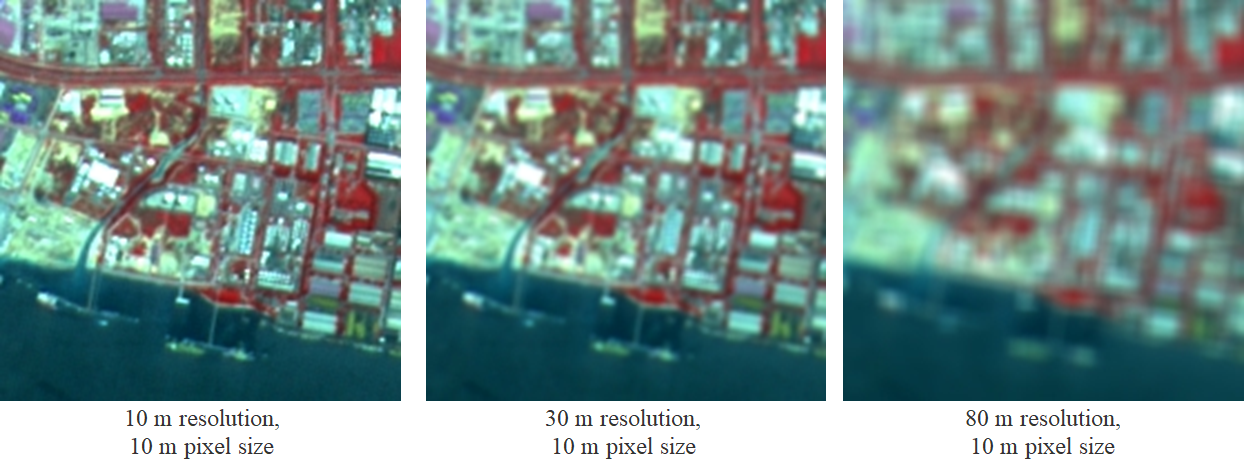 10 m resolution,
10 m pixel size
30 m resolution,
10 m pixel size
80 m resolution,
10 m pixel size